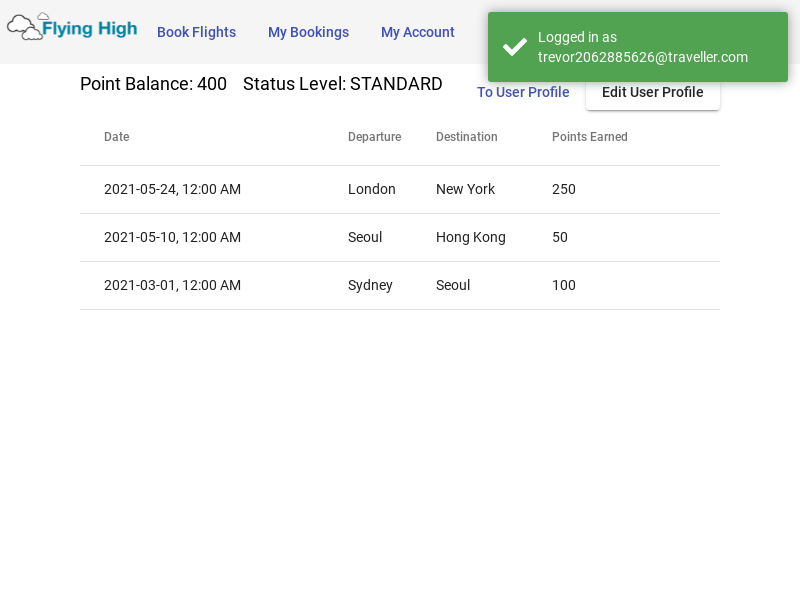 Flying High
Book Flights
My Bookings
My Account
Logged in as
trevor2062885626@traveller.com
Point Balance: 400
Status Level: STANDARD
To User Profile
Edit User Profile
Date Departure Destination Points Earned
2021-05-24, 12:00 AM London New York 250
2021-05-10, 12:00 AM Seoul Hong Kong 50
2021-03-01, 12:00 AM Sydney Seoul 100